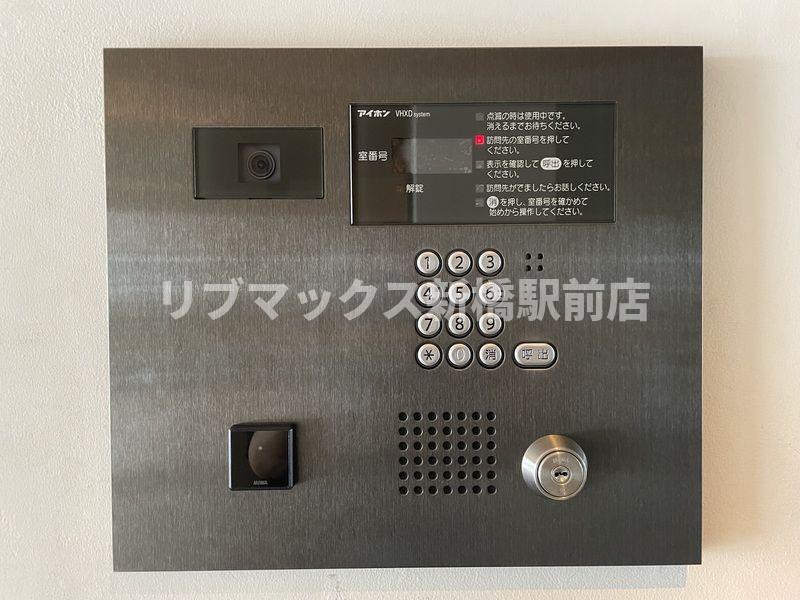 アイホン VHXD system
点滅の時は使用中です。
消えるまでお待ちください。
訪問先の室番号を押して
ください。
室番号
表示を確認して 呼出 を押して
ください。
解錠
訪問先がでましたらお話しください。
消 を押し、室番号を確かめて
始めから操作してください。
1 2 3
4 5 6
リブマックス新橋駅前店
7 8 9
* 0 消 呼出
MIWA